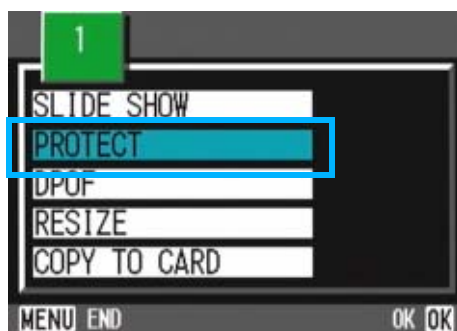 1
SLIDE SHOW
PROTECT
DPOF
RESIZE
COPY TO CARD
MENU END OK OK